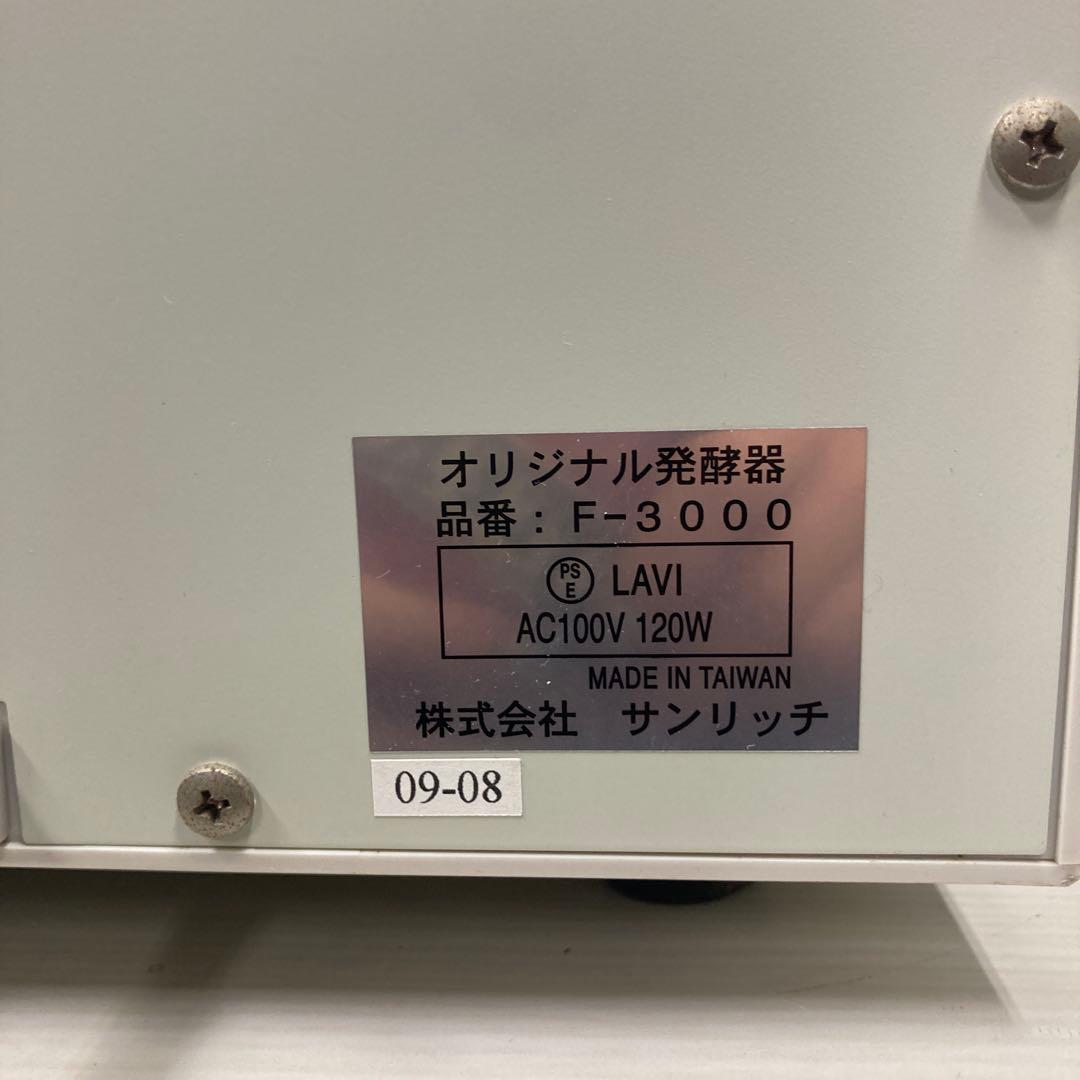 オリジナル発酵器
品番：Ｆ−３０００
PS
E
LAVI
AC100V 120W
MADE IN TAIWAN
株式会社　サンリッチ
09-08